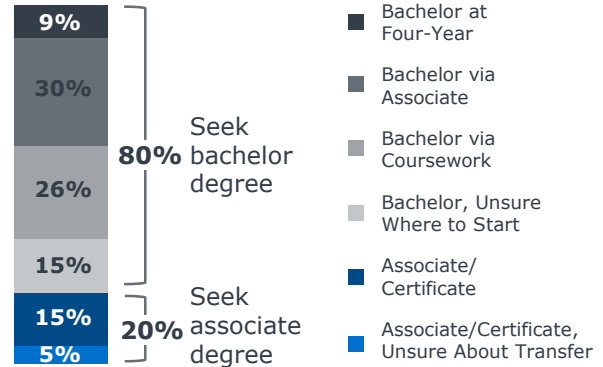 9%
30%
26%
15%
15%
5%
80%
Seek
bachelor
degree
20%
Seek
associate
degree
Bachelor at
Four-Year
Bachelor via
Associate
Bachelor via
Coursework
Bachelor, Unsure
Where to Start
Associate/
Certificate
Associate/Certificate,
Unsure About Transfer